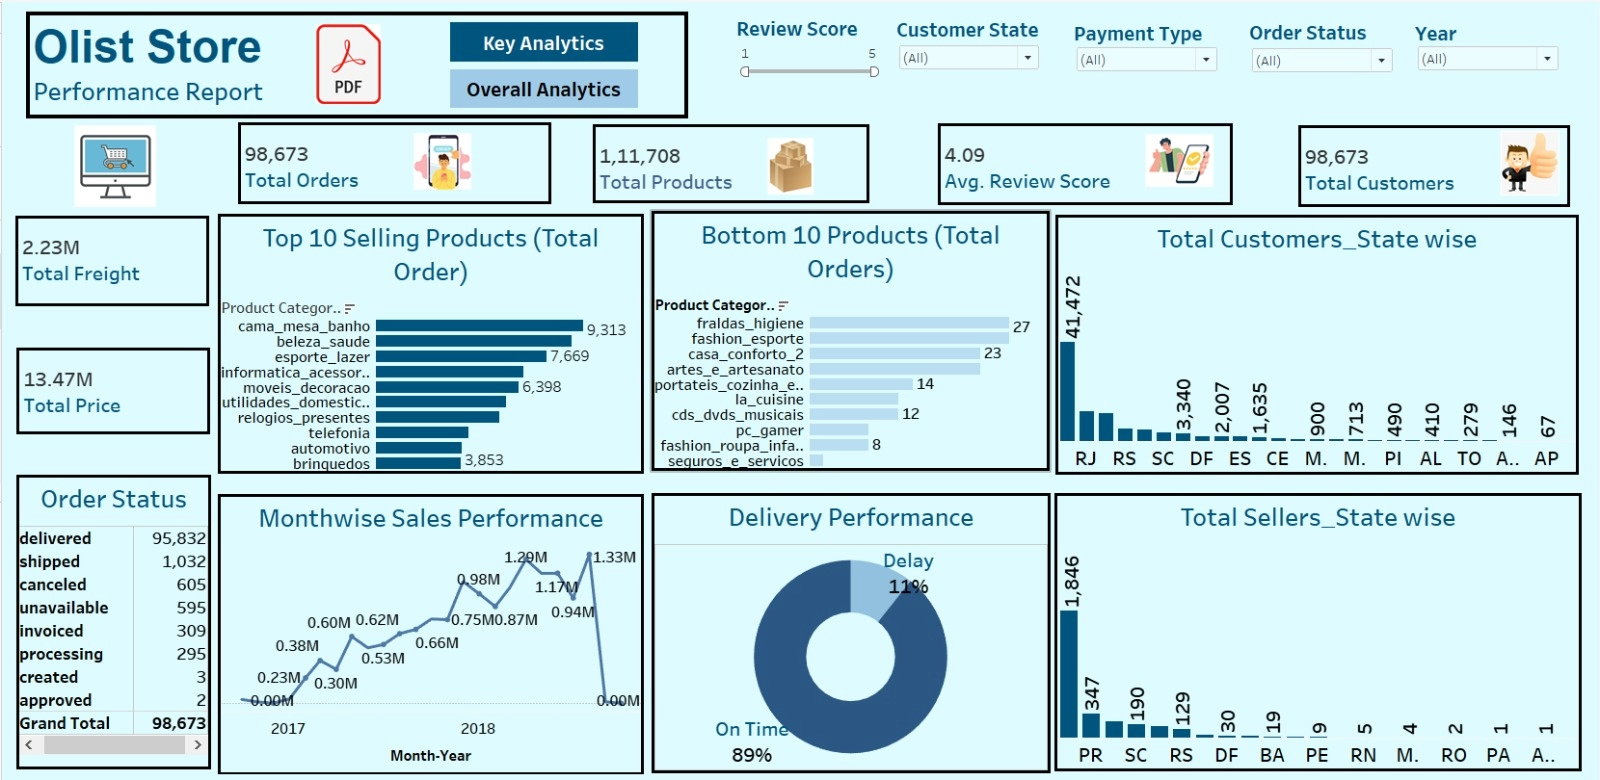 Olist Store
Performance Report
PDF
Key Analytics
Overall Analytics
Review Score
1 5
Customer State
(All)
Payment Type
(All)
Order Status
(All)
Year
(All)
98,673
Total Orders
1,11,708
Total Products
4.09
Avg. Review Score
98,673
Total Customers
2.23M
Total Freight
13.47M
Total Price
Top 10 Selling Products (Total
Order)
Product Categor..
cama_mesa_banho 9,313
beleza_saude
esporte_lazer 7,669
informatica_acessor..
moveis_decoracao 6,398
utilidades_domestic..
relogios_presentes
telefonia
automotivo
brinquedos 3,853
Bottom 10 Products (Total
Orders)
Product Categor..
fraldas_higiene 27
fashion_esporte
casa_conforto_2 23
artes_e_artesanato
portateis_cozinha_e.. 14
la_cuisine
cds_dvds_musicais 12
pc_gamer
fashion_roupa_infa.. 8
seguros_e_servicos
Total Customers_State wise
41,472 3,340 2,007 1,635 900 713 490 410 279 146 67
RJ RS SC DF ES CE M. M. PI AL TO A.. AP
Order Status
delivered 95,832
shipped 1,032
canceled 605
unavailable 595
invoiced 309
processing 295
created 3
approved 2
Grand Total 98,673
Monthwise Sales Performance
0.00M 0.23M 0.38M 0.30M 0.60M 0.53M 0.62M 0.66M 0.98M 0.75M 0.87M 1.29M 1.17M 0.94M 1.33M 0.00M
2017 2018
Month-Year
Delivery Performance
Delay
11%
On Time
89%
Total Sellers_State wise
1,846 347 190 129 30 19 9 5 4 2 1 1
PR SC RS DF BA PE RN M. RO PA A..